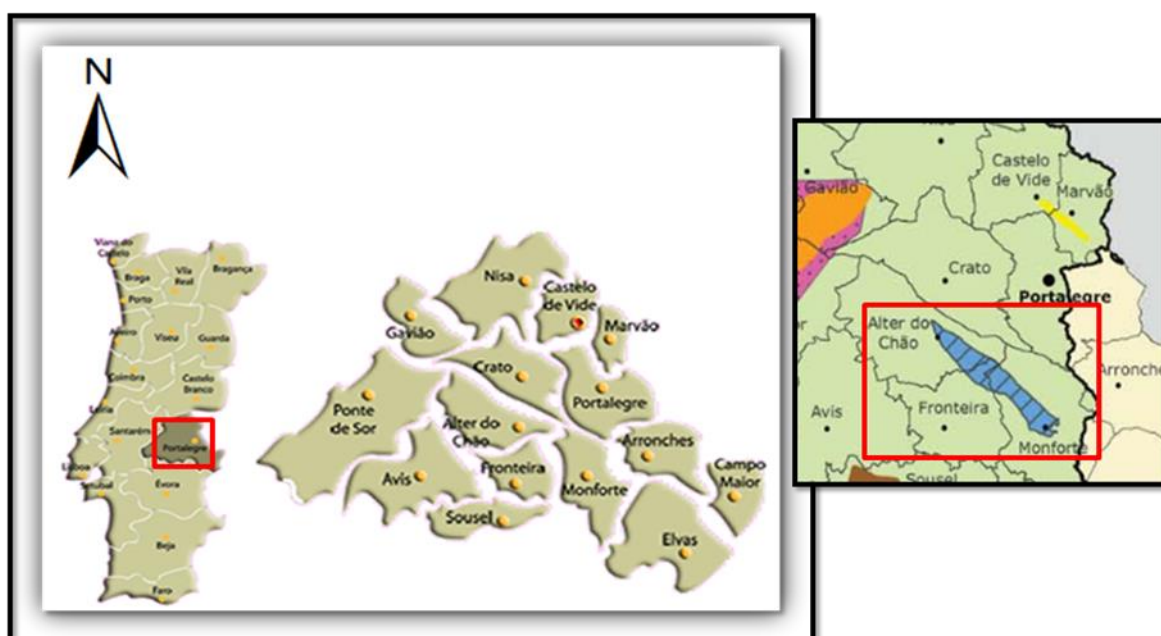 N
Viana do
Castelo
Braga
Vila
Real
Bragança
Porto
Aveiro
Viseu
Guarda
Coimbra
Castelo
Branco
Leiria
Santarém
Portalegre
Lisboa
Setubal
Évora
Beja
Faro
Nisa
Castelo
de Vide
Gavião
Marvão
Crato
Ponte
de Sor
Portalegre
Alter do
Chão
Arronches
Avis
Fronteira
Monforte
Campo
Maior
Sousel
Elvas
Castelo
de Vide
Marvão
Gavião
Crato
Portalegre
Alter do
Chão
Arronche
Avis
Fronteira
Monforte
Sousel